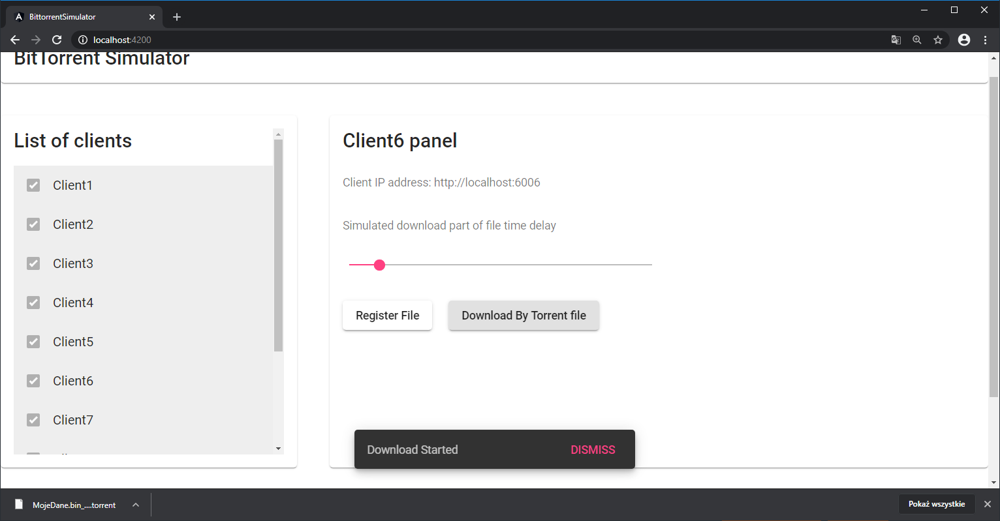 BittorrentSimulator
localhost:4200
BitTorrent Simulator
List of clients
Client1
Client2
Client3
Client4
Client5
Client6
Client7
Client6 panel
Client IP address: http://localhost:6006
Simulated download part of file time delay
Register File
Download By Torrent file
Download Started
DISMISS
MojeDane.bin_....torrent
Pokaż wszystkie